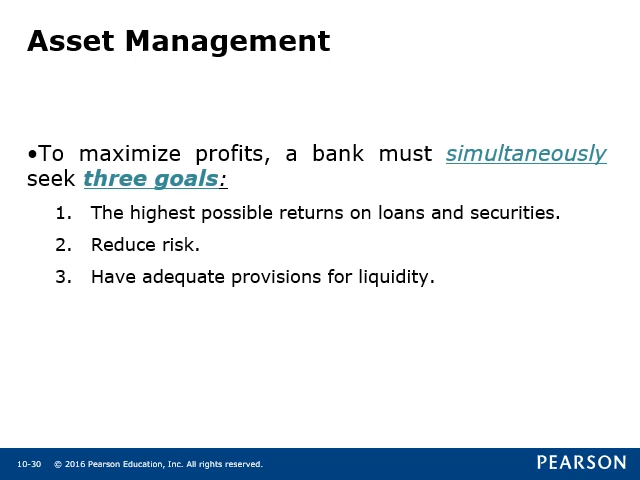 Asset Management
•To maximize profits, a bank must simultaneously
seek three goals:
1. The highest possible returns on loans and securities.
2. Reduce risk.
3. Have adequate provisions for liquidity.
10-30 © 2016 Pearson Education, Inc. All rights reserved.
PEARSON